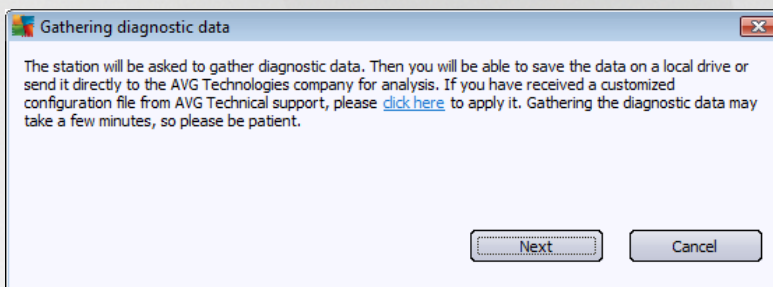 Gathering diagnostic data
The station will be asked to gather diagnostic data. Then you will be able to save the data on a local drive or
send it directly to the AVG Technologies company for analysis. If you have received a customized
configuration file from AVG Technical support, please click here to apply it. Gathering the diagnostic data may
take a few minutes, so please be patient.
Next Cancel